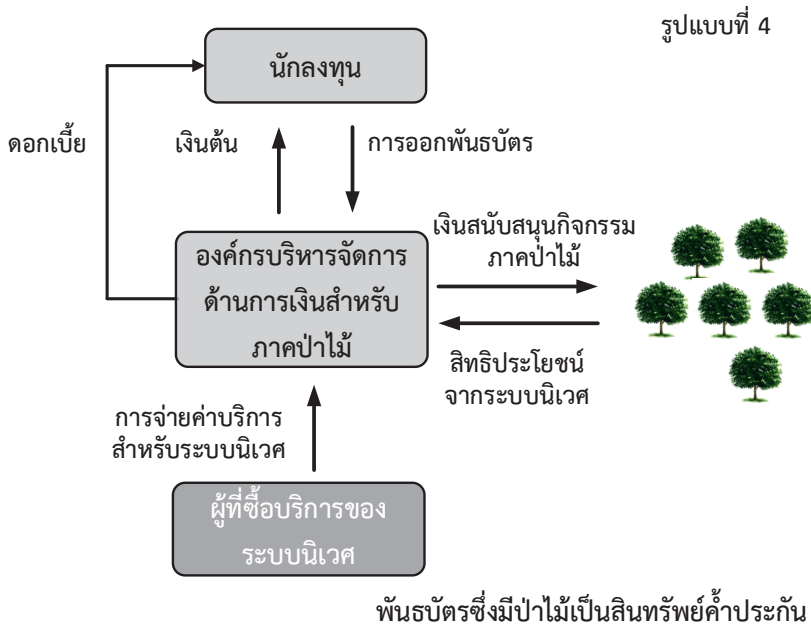 รูปแบบที่ 4
นักลงทุน
ดอกเบี้ย
เงินต้น
การออกพันธบัตร
องค์กรบริหารจัดการ
ด้านการเงินสำหรับ
ภาคป่าไม้
เงินสนับสนุนกิจกรรม
ภาคป่าไม้
สิทธิประโยชน์
จากระบบนิเวศ
การจ่ายค่าบริการ
สำหรับระบบนิเวศ
ผู้ที่ซื้อบริการของ
ระบบนิเวศ
พันธบัตรซึ่งมีป่าไม้เป็นสินทรัพย์ค้ำประกัน